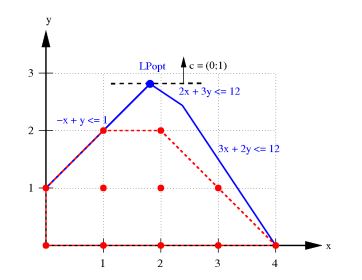 y
LPopt
c = (0;1)
3
2x + 3y <= 12
−x + y <= 1
2
3x + 2y <= 12
1
x
1 2 3 4